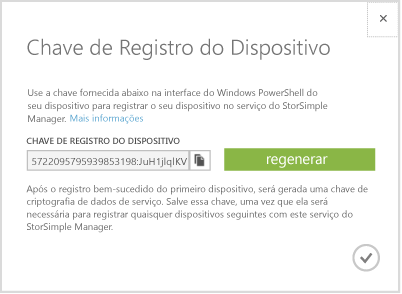 Chave de Registro do Dispositivo
Use a chave fornecida abaixo na interface do Windows PowerShell do
seu dispositivo para registrar o seu dispositivo no serviço do StorSimple
Manager. Mais informações
CHAVE DE REGISTRO DO DISPOSITIVO
5722095795939853198:JuH1jlqlKV
regenerar
Após o registro bem-sucedido do primeiro dispositivo, será gerada uma chave de
criptografia de dados de serviço. Salve essa chave, uma vez que ela será
necessária para registrar quaisquer dispositivos seguintes com este serviço do
StorSimple Manager.